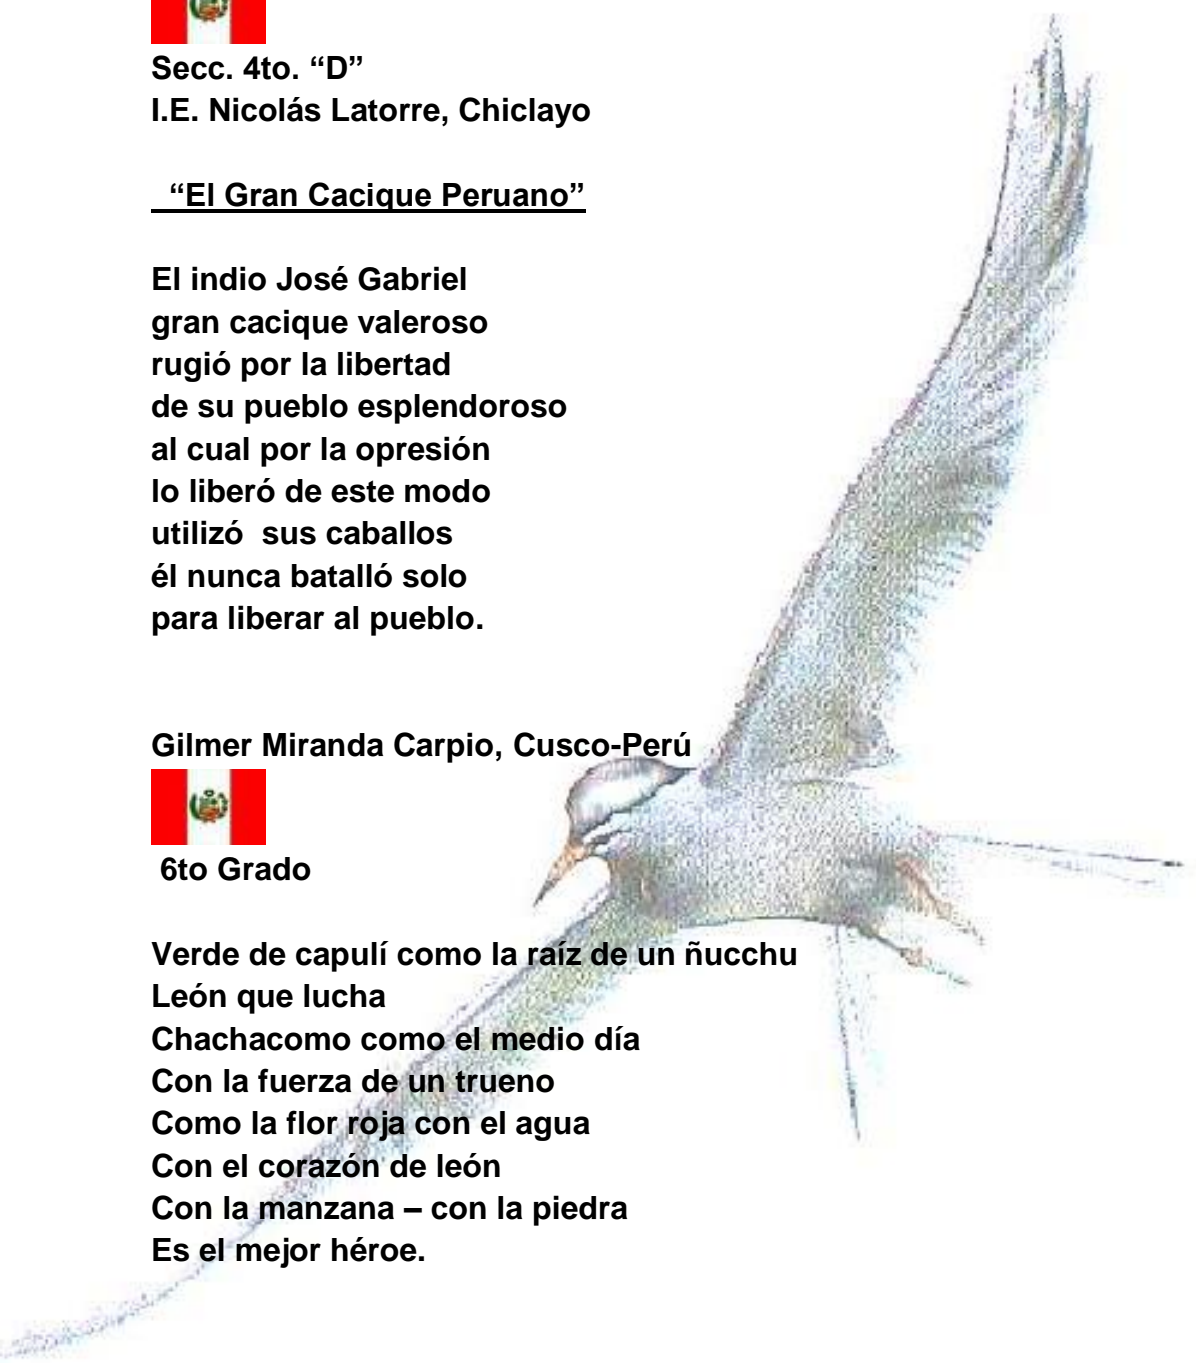 Secc. 4to. “D”
I.E. Nicolás Latorre, Chiclayo
“El Gran Cacique Peruano”
El indio José Gabriel
gran cacique valeroso
rugió por la libertad
de su pueblo esplendoroso
al cual por la opresión
lo liberó de este modo
utilizó  sus caballos
él nunca batalló solo
para liberar al pueblo.
Gilmer Miranda Carpio, Cusco-Perú
6to Grado
Verde de capulí como la raíz de un ñucchu
León que lucha
Chachacomo como el medio día
Con la fuerza de un trueno
Como la flor roja con el agua
Con el corazón de león
Con la manzana – con la piedra
Es el mejor héroe.